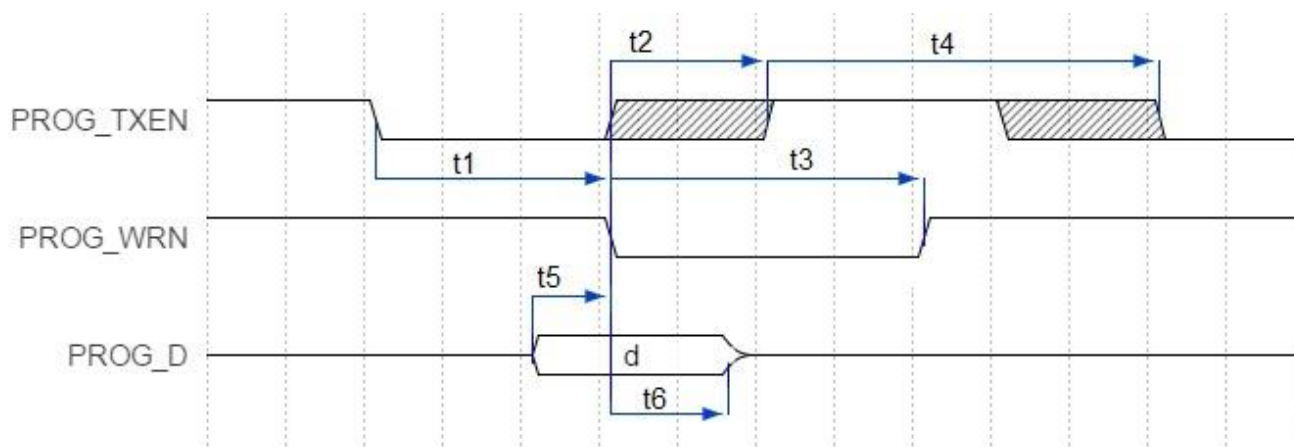 t2
t4
PROG_TXEN
t1
t3
PROG_WRN
t5
PROG_D
d
t6